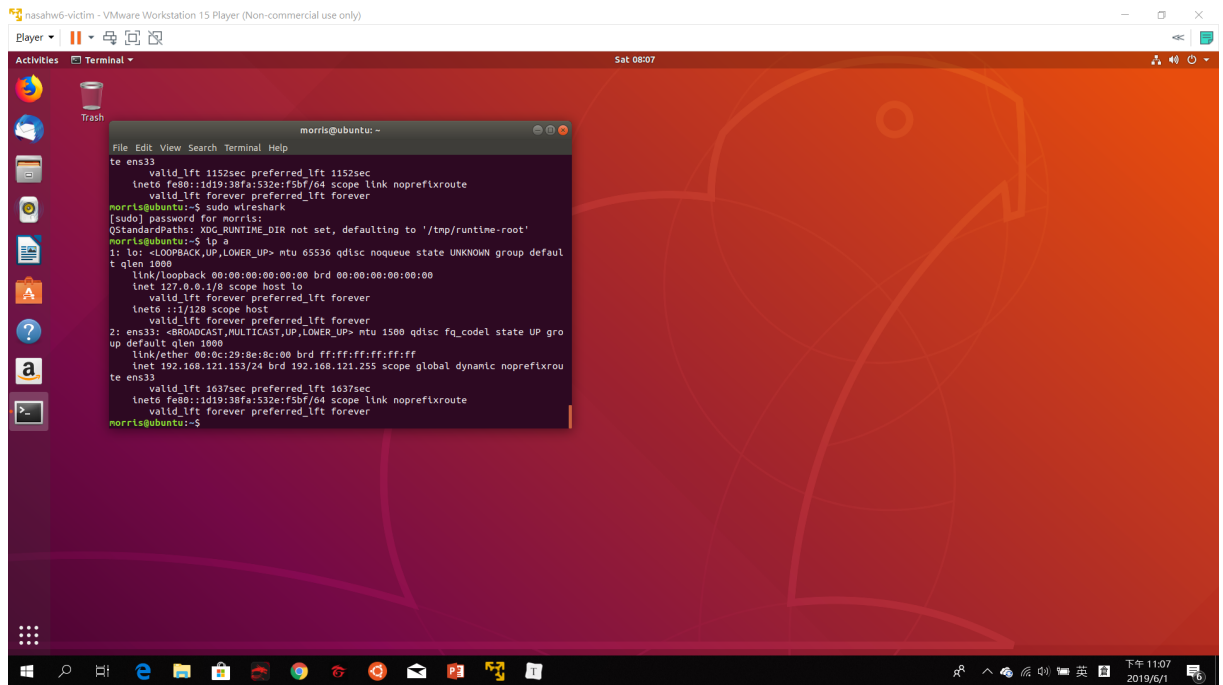 nasahw6-victim - VMware Workstation 15 Player (Non-commercial use only)
Player
Activities Terminal Sat 08:07
Trash
morris@ubuntu: ~
File Edit View Search Terminal Help
te ens33
valid_lft 1152sec preferred_lft 1152sec
inet6 fe80::1d19:38fa:532e:f5bf/64 scope link noprefixroute
valid_lft forever preferred_lft forever
morris@ubuntu:~$ sudo wireshark
[sudo] password for morris:
QStandardPaths: XDG_RUNTIME_DIR not set, defaulting to '/tmp/runtime-root'
morris@ubuntu:~$ ip a
1: lo: <LOOPBACK,UP,LOWER_UP> mtu 65536 qdisc noqueue state UNKNOWN group defaul
t qlen 1000
link/loopback 00:00:00:00:00:00 brd 00:00:00:00:00:00
inet 127.0.0.1/8 scope host lo
valid_lft forever preferred_lft forever
inet6 ::1/128 scope host
valid_lft forever preferred_lft forever
2: ens33: <BROADCAST,MULTICAST,UP,LOWER_UP> mtu 1500 qdisc fq_codel state UP gro
up default qlen 1000
link/ether 00:0c:29:8e:8c:00 brd ff:ff:ff:ff:ff:ff
inet 192.168.121.153/24 brd 192.168.121.255 scope global dynamic noprefixrou
te ens33
valid_lft 1637sec preferred_lft 1637sec
inet6 fe80::1d19:38fa:532e:f5bf/64 scope link noprefixroute
valid_lft forever preferred_lft forever
morris@ubuntu:~$
英
下午 11:07
2019/6/1
6